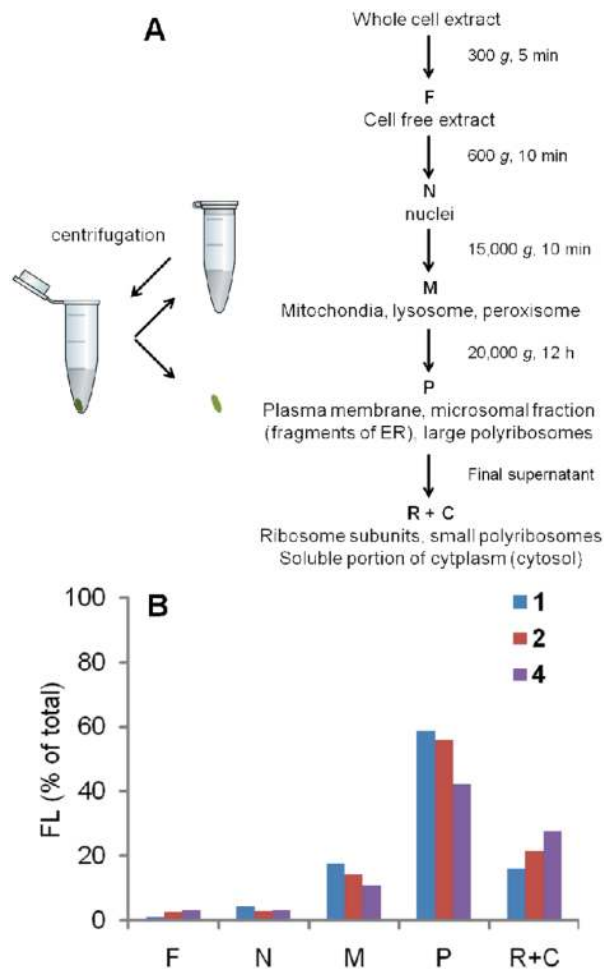 A
Whole cell extract
300 g, 5 min
F
Cell free extract
600 g, 10 min
N
nuclei
15,000 g, 10 min
M
Mitochondia, lysosome, peroxisome
20,000 g, 12 h
P
Plasma membrane, microsomal fraction
(fragments of ER), large polyribosomes
Final supernatant
R + C
Ribosome subunits, small polyribosomes
Soluble portion of cytplasm (cytosol)
centrifugation
B
1
2
4
FL (% of total)
100
80
60
40
20
0
F N M P R+C